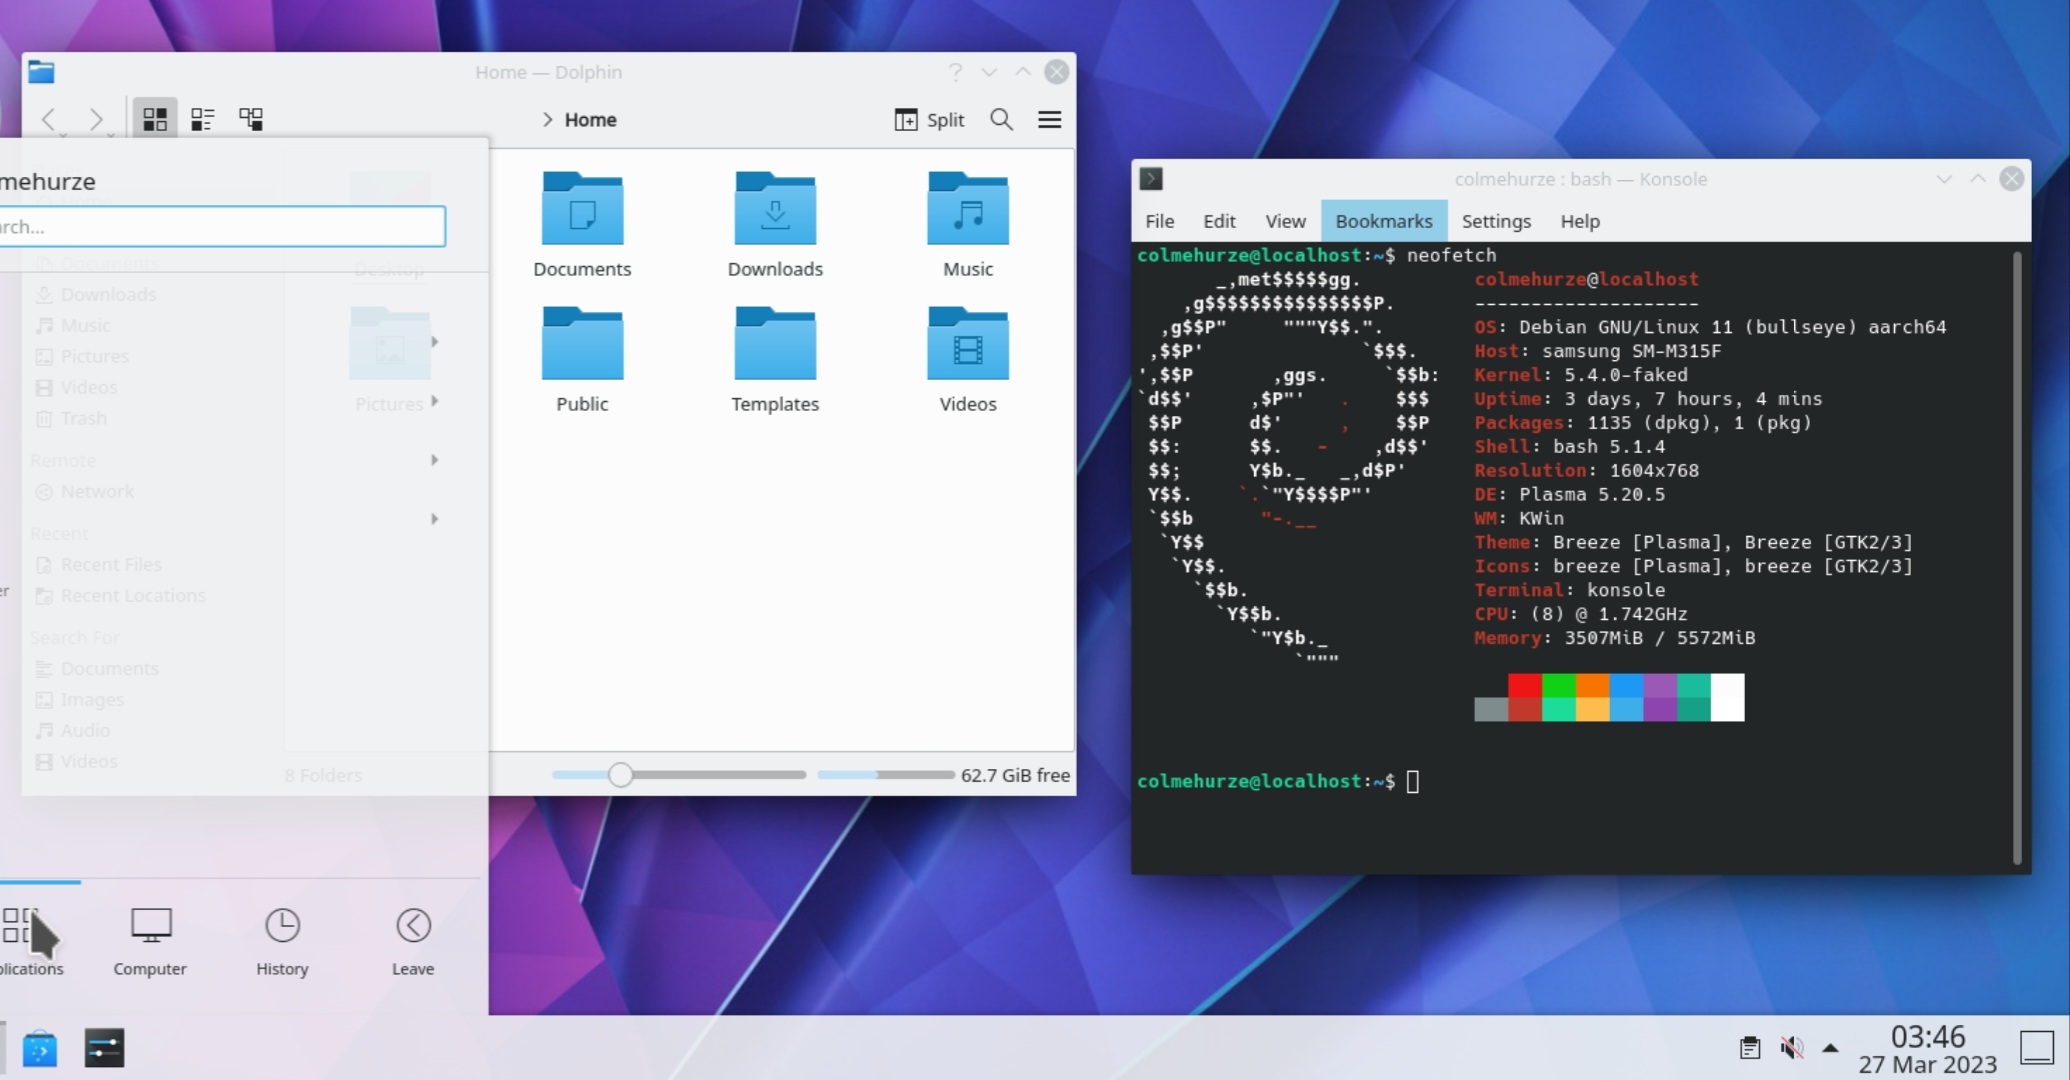 Home — Dolphin
Home
Split
mehurze
rch...
Documents
Downloads
Music
Pictures
Videos
Trash
Remote
Network
Recent
Recent Files
Recent Locations
Search For
Documents
Images
Audio
Videos
Desktop
Documents
Downloads
Music
Pictures
Public
Templates
Videos
8 Folders
62.7 GiB free
er
lications
Computer
History
Leave
colmehurze : bash — Konsole
File Edit View Bookmarks Settings Help
colmehurze@localhost:~$ neofetch
_,met$$$$$gg.
,g$$$$$$$$$$$$$$$P.
,g$$P"     """Y$$.".
,$$P'              `$$$.
',$$P       ,ggs.     `$$b:
`d$$'     ,$P"'   .    $$$
$$P      d$'     ,    $$P
$$:      $$.   -    ,d$$'
$$;      Y$b._   _,d$P'
Y$$.    `.`"Y$$$$P"'
`$$b      "-.__
`Y$$
`Y$$.
`$$b.
`Y$$b.
`"Y$b._
`"""
colmehurze@localhost
--------------------
OS: Debian GNU/Linux 11 (bullseye) aarch64
Host: samsung SM-M315F
Kernel: 5.4.0-faked
Uptime: 3 days, 7 hours, 4 mins
Packages: 1135 (dpkg), 1 (pkg)
Shell: bash 5.1.4
Resolution: 1604x768
DE: Plasma 5.20.5
WM: KWin
Theme: Breeze [Plasma], Breeze [GTK2/3]
Icons: breeze [Plasma], breeze [GTK2/3]
Terminal: konsole
CPU: (8) @ 1.742GHz
Memory: 3507MiB / 5572MiB
colmehurze@localhost:~$
03:46
27 Mar 2023